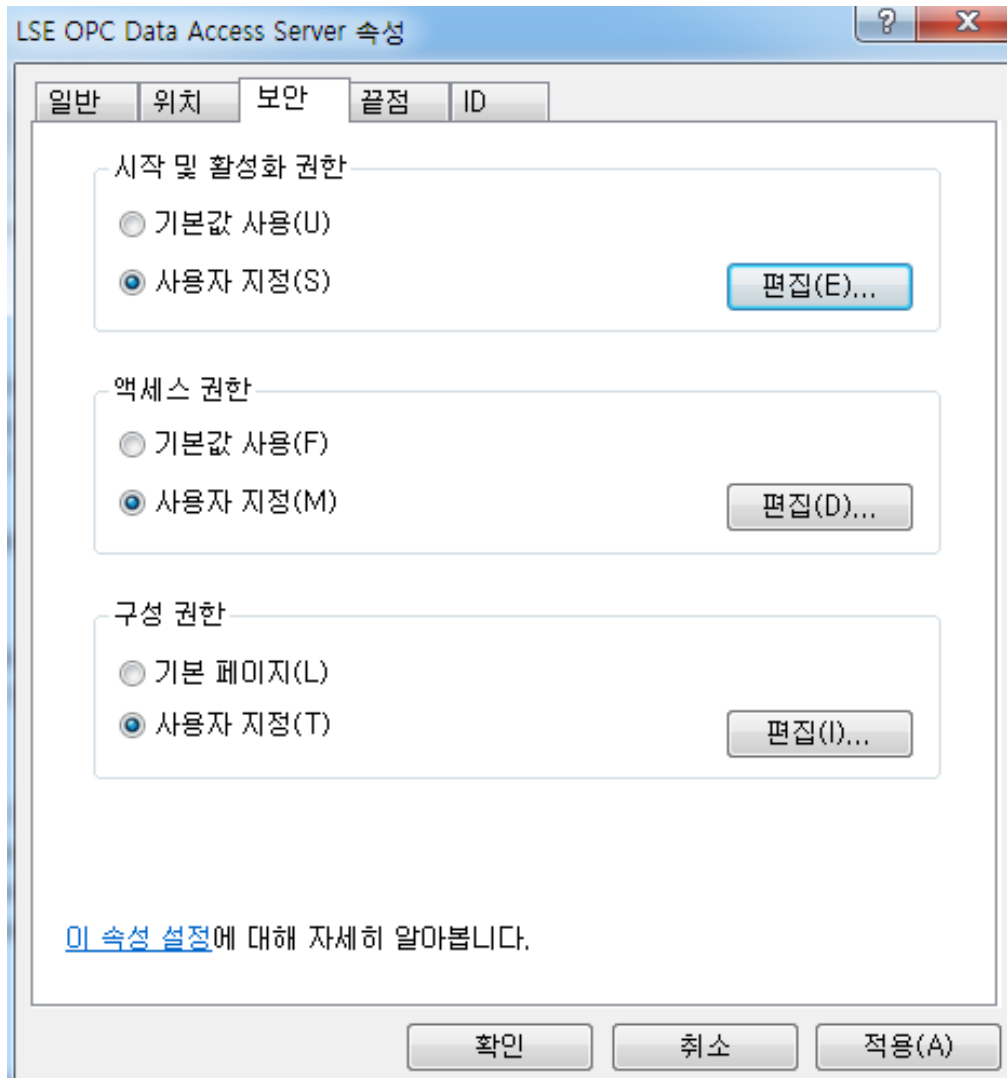 LSE OPC Data Access Server 속성
일반 위치 보안 끝점 ID
시작 및 활성화 권한
기본값 사용(U)
사용자 지정(S) 편집(E)...
액세스 권한
기본값 사용(F)
사용자 지정(M) 편집(D)...
구성 권한
기본 페이지(L)
사용자 지정(T) 편집(I)...
이 속성 설정에 대해 자세히 알아봅니다.
확인 취소 적용(A)